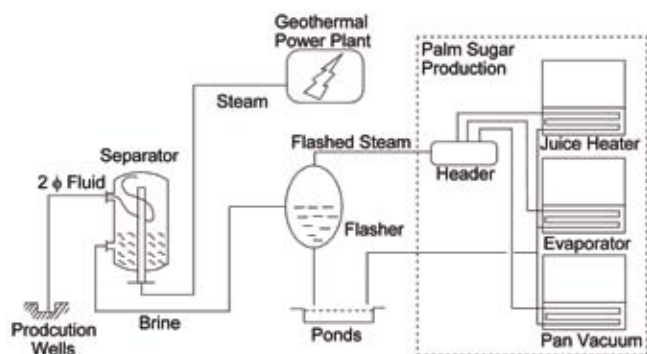 Geothermal
Power Plant
Palm Sugar
Production
Steam
Separator
Flashed Steam
Juice Heater
2 ϕ Fluid
Header
Flasher
Evaporator
Prodcution
Wells
Brine
Ponds
Pan Vacuum